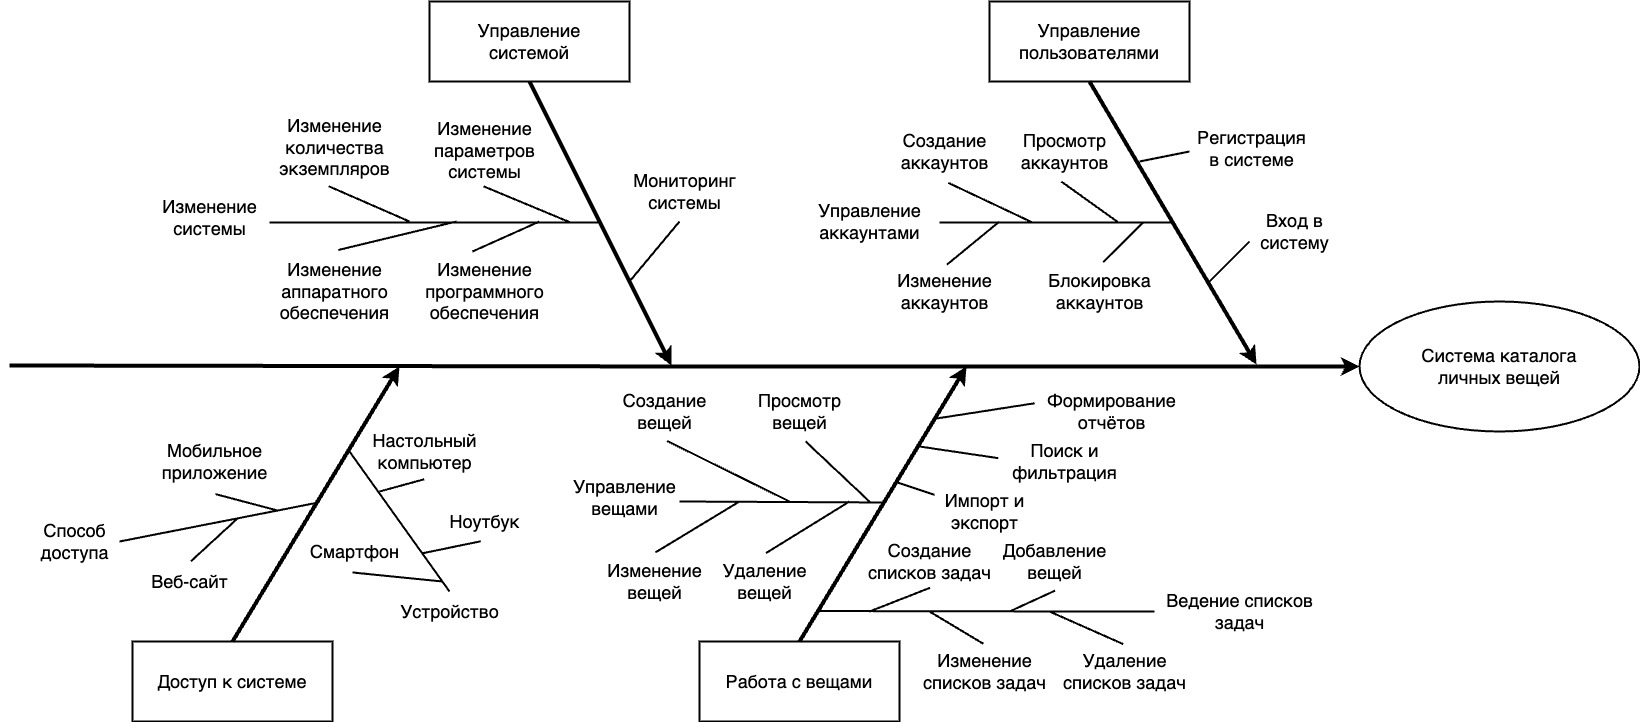 Управление
системой
Управление
пользователями
Изменение
количества
экземпляров
Изменение
параметров
системы
Изменение
системы
Мониторинг
системы
Изменение
аппаратного
обеспечения
Изменение
программного
обеспечения
Создание
аккаунтов
Просмотр
аккаунтов
Регистрация
в системе
Управление
аккаунтами
Вход в
систему
Изменение
аккаунтов
Блокировка
аккаунтов
Система каталога
личных вещей
Мобильное
приложение
Настольный
компьютер
Способ
доступа
Веб-сайт
Смартфон
Ноутбук
Устройство
Доступ к системе
Создание
вещей
Просмотр
вещей
Формирование
отчётов
Поиск и
фильтрация
Управление
вещами
Импорт и
экспорт
Изменение
вещей
Удаление
вещей
Создание
списков задач
Добавление
вещей
Ведение списков
задач
Изменение
списков задач
Удаление
списков задач
Работа с вещами